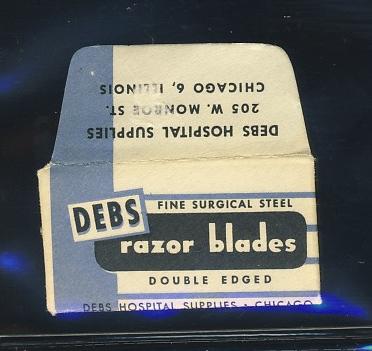 DEBS HOSPITAL SUPPLIES
205 W. MONROE ST.
CHICAGO 6, ILLINOIS
DEBS
FINE SURGICAL STEEL
razor blades
DOUBLE EDGED
DEBS HOSPITAL SUPPLIES · CHICAGO